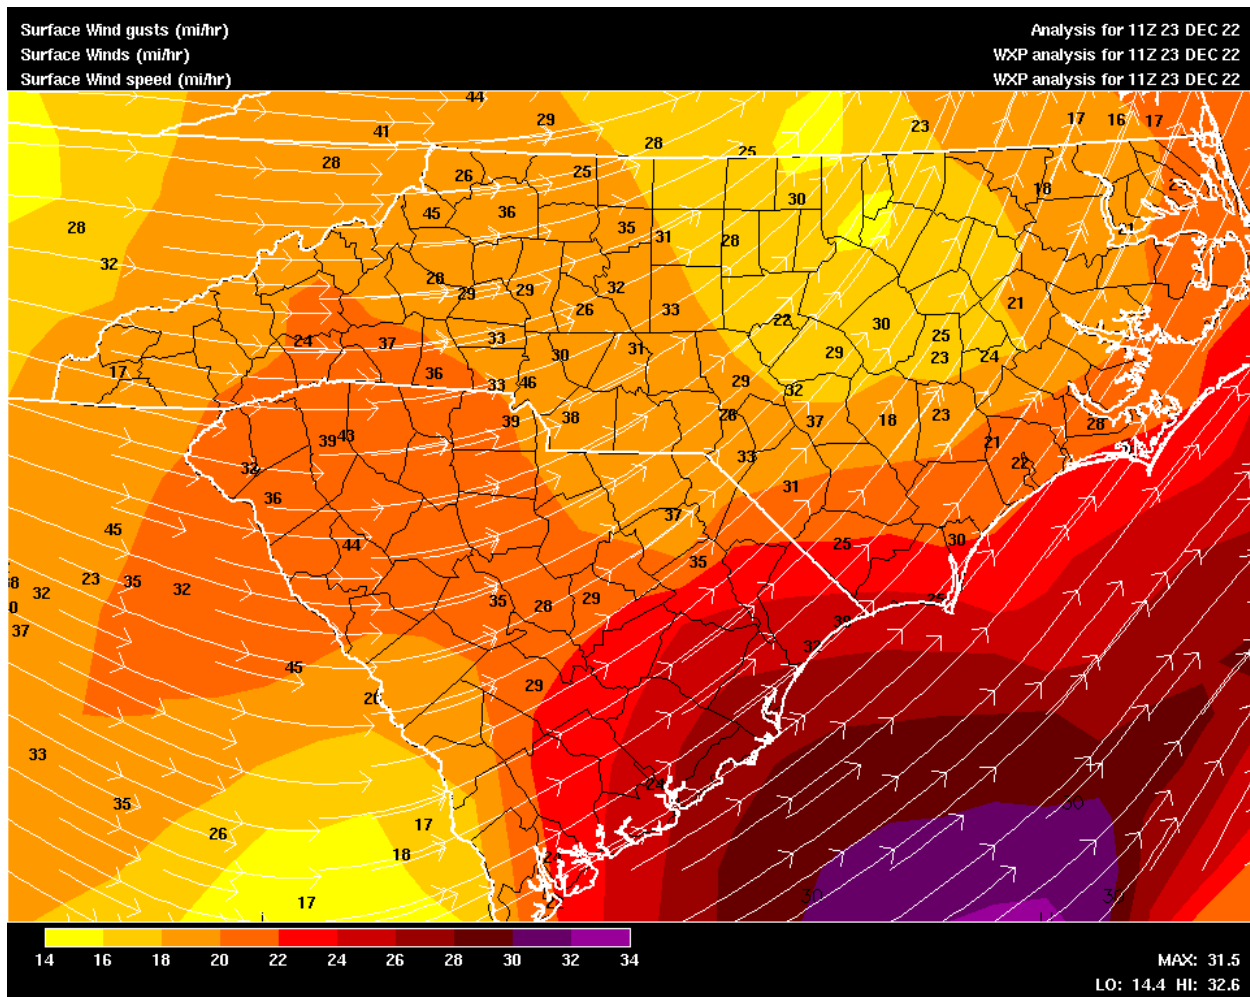 Surface Wind gusts (mi/hr) Analysis for 11Z 23 DEC 22
Surface Winds (mi/hr) WXP analysis for 11Z 23 DEC 22
Surface Wind speed (mi/hr) WXP analysis for 11Z 23 DEC 22
44
29 17 16 17
41 23
28 25
28
26 25
45 36 30 18
28 35 31 28 21
32
28 29 29 32
26 33 22 30 21
24 37 33 30 31 29 25 23 24
17 36 33 46 29 32
39 38 28 37 18 23 28
39 43 33 21
32 36 31 22
37
45 44 35 25 30
23 35 32 32
37 35 28 29 25
32
45 29
33
35 24
26 17
18
17 30 30 30
14 16 18 20 22 24 26 28 30 32 34
MAX: 31.5
LO: 14.4 HI: 32.6